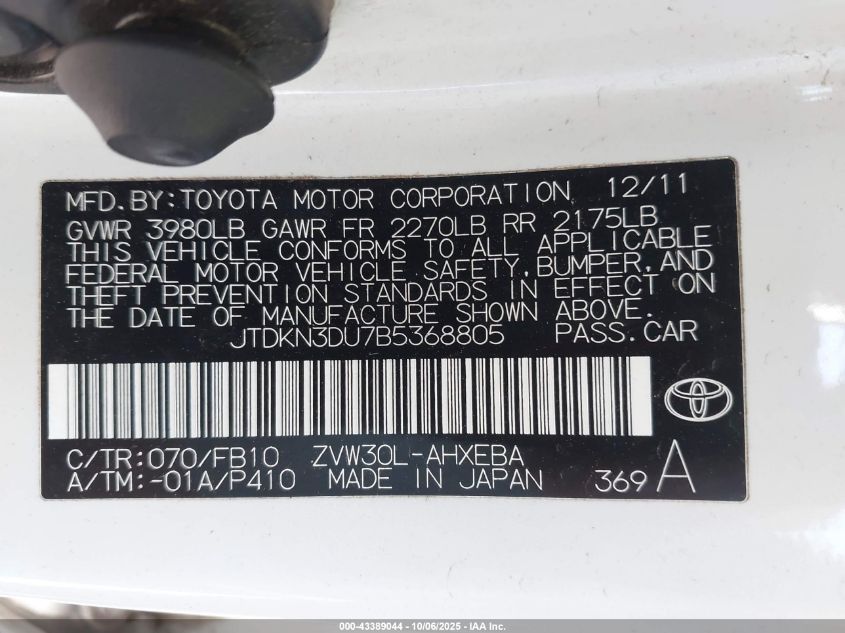 MFD.BY:TOYOTA MOTOR CORPORATION 12/11
GVWR 3980LB GAWR FR 2270LB RR 2175LB
THIS VEHICLE CONFORMS TO ALL APPLICABLE
FEDERAL MOTOR VEHICLE SAFETY,BUMPER,AND
THEFT PREVENTION STANDARDS IN EFFECT ON
THE DATE OF MANUFACTURE SHOWN ABOVE.
JTDKN3DU7B5368805 PASS.CAR
C/TR:070/FB10 ZVW30L-AHXEBA
A/TM:-01A/P410 MADE IN JAPAN 369A
000-43389044 - 10/06/2025 - IAA Inc.